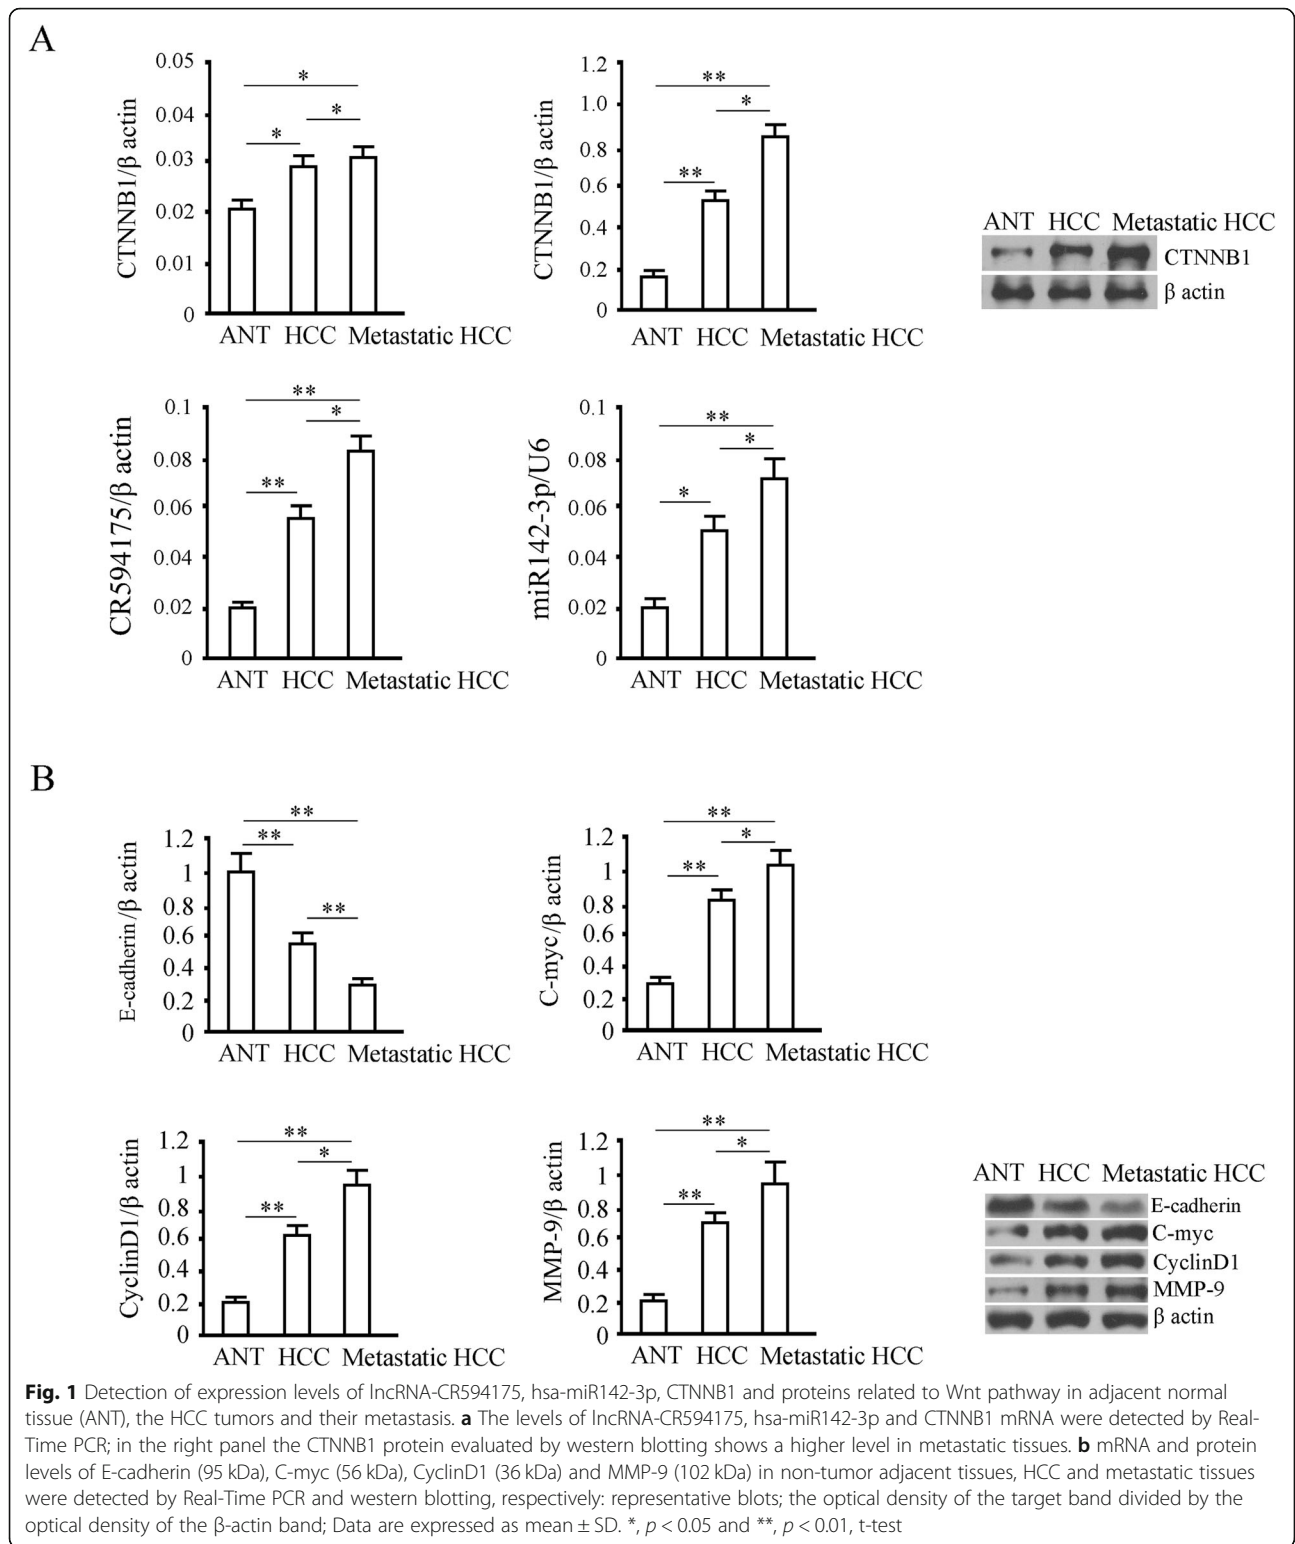 A
0.05
0.04
0.03
0.02
0.01
0
CTNNB1/β actin
*
*
*
ANT HCC Metastatic HCC
1.2
1.0
0.8
0.6
0.4
0.2
0
CTNNB1/β actin
**
*
**
ANT HCC Metastatic HCC
ANT HCC Metastatic HCC
CTNNB1
β actin
0.1
0.08
0.06
0.04
0.02
0
CR594175/β actin
**
*
**
ANT HCC Metastatic HCC
0.1
0.08
0.06
0.04
0.02
0
miR142-3p/U6
**
*
*
ANT HCC Metastatic HCC
B
1.2
1
0.8
0.6
0.4
0.2
0
E-cadherin/β actin
**
**
**
ANT HCC Metastatic HCC
1.2
1
0.8
0.6
0.4
0.2
0
C-myc/β actin
**
*
**
ANT HCC Metastatic HCC
1.2
1
0.8
0.6
0.4
0.2
0
CyclinD1/β actin
**
*
**
ANT HCC Metastatic HCC
1.2
1
0.8
0.6
0.4
0.2
0
MMP-9/β actin
**
*
**
ANT HCC Metastatic HCC
ANT HCC Metastatic HCC
E-cadherin
C-myc
CyclinD1
MMP-9
β actin
Fig. 1 Detection of expression levels of lncRNA-CR594175, hsa-miR142-3p, CTNNB1 and proteins related to Wnt pathway in adjacent normal
tissue (ANT), the HCC tumors and their metastasis. a The levels of lncRNA-CR594175, hsa-miR142-3p and CTNNB1 mRNA were detected by Real-
Time PCR; in the right panel the CTNNB1 protein evaluated by western blotting shows a higher level in metastatic tissues. b mRNA and protein
levels of E-cadherin (95 kDa), C-myc (56 kDa), CyclinD1 (36 kDa) and MMP-9 (102 kDa) in non-tumor adjacent tissues, HCC and metastatic tissues
were detected by Real-Time PCR and western blotting, respectively: representative blots; the optical density of the target band divided by the
optical density of the β-actin band; Data are expressed as mean ± SD. *, p < 0.05 and **, p < 0.01, t-test